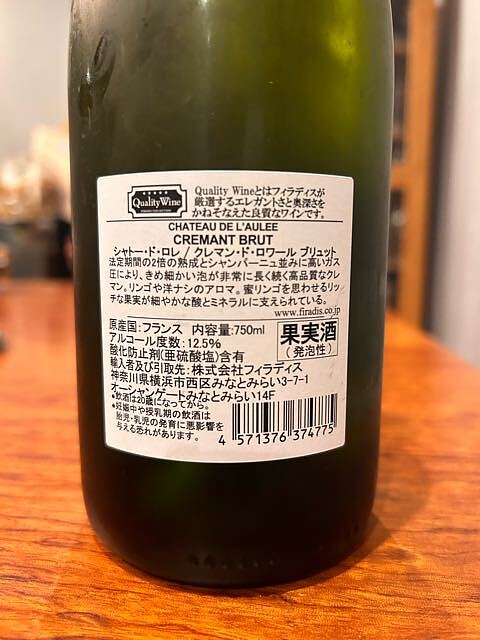 Quality Wine
Quality Wineとはフィラディスが
厳選するエレガントさと奥深さを
かねそなえた良質なワインです。
CHATEAU DE L'AULEE
CREMANT BRUT
シャトー・ド・ロレ / クレマン・ド・ロワール ブリュット
法定期間の2倍の熟成とシャンパーニュ並みに高いガス
圧により、きめ細かい泡が非常に長く続く高品質なクレ
マン。リンゴや洋ナシのアロマ。蜜リンゴを思わせるリッ
チな果実が細やかな酸とミネラルに支えられている。
www.firadis.co.jp
原産国:フランス 内容量:750ml
アルコール度数:12.5%
酸化防止剤(亜硫酸塩)含有
果実酒
(発泡性)
輸入者及び引取先:株式会社フィラディス
神奈川県横浜市西区みなとみらい3-7-1
オーシャンゲートみなとみらい14F
●飲酒は20歳になってから。
●妊娠中や授乳期の飲酒は
胎児・乳児の発育に悪影響を
与える恐れがあります。
4 571376 374775